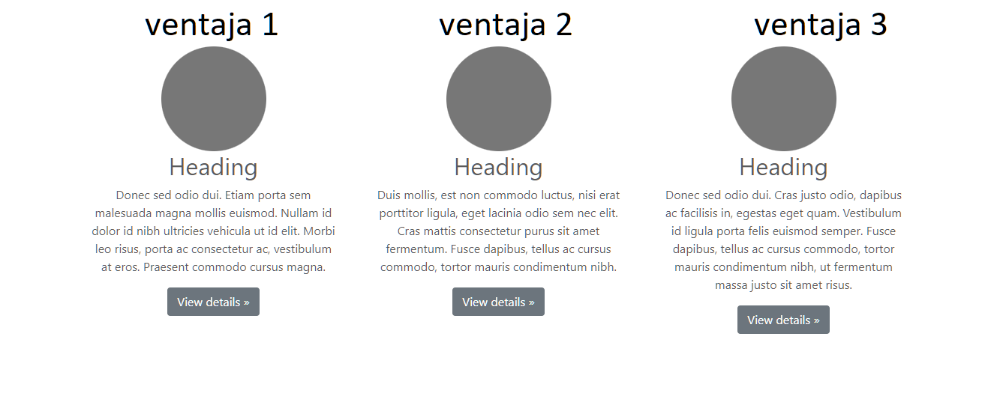 ventaja 1
Heading
Donec sed odio dui. Etiam porta sem
malesuada magna mollis euismod. Nullam id
dolor id nibh ultricies vehicula ut id elit. Morbi
leo risus, porta ac consectetur ac, vestibulum
at eros. Praesent commodo cursus magna.
View details »
ventaja 2
Heading
Duis mollis, est non commodo luctus, nisi erat
porttitor ligula, eget lacinia odio sem nec elit.
Cras mattis consectetur purus sit amet
fermentum. Fusce dapibus, tellus ac cursus
commodo, tortor mauris condimentum nibh.
View details »
ventaja 3
Heading
Donec sed odio dui. Cras justo odio, dapibus
ac facilisis in, egestas eget quam. Vestibulum
id ligula porta felis euismod semper. Fusce
dapibus, tellus ac cursus commodo, tortor
mauris condimentum nibh, ut fermentum
massa justo sit amet risus.
View details »